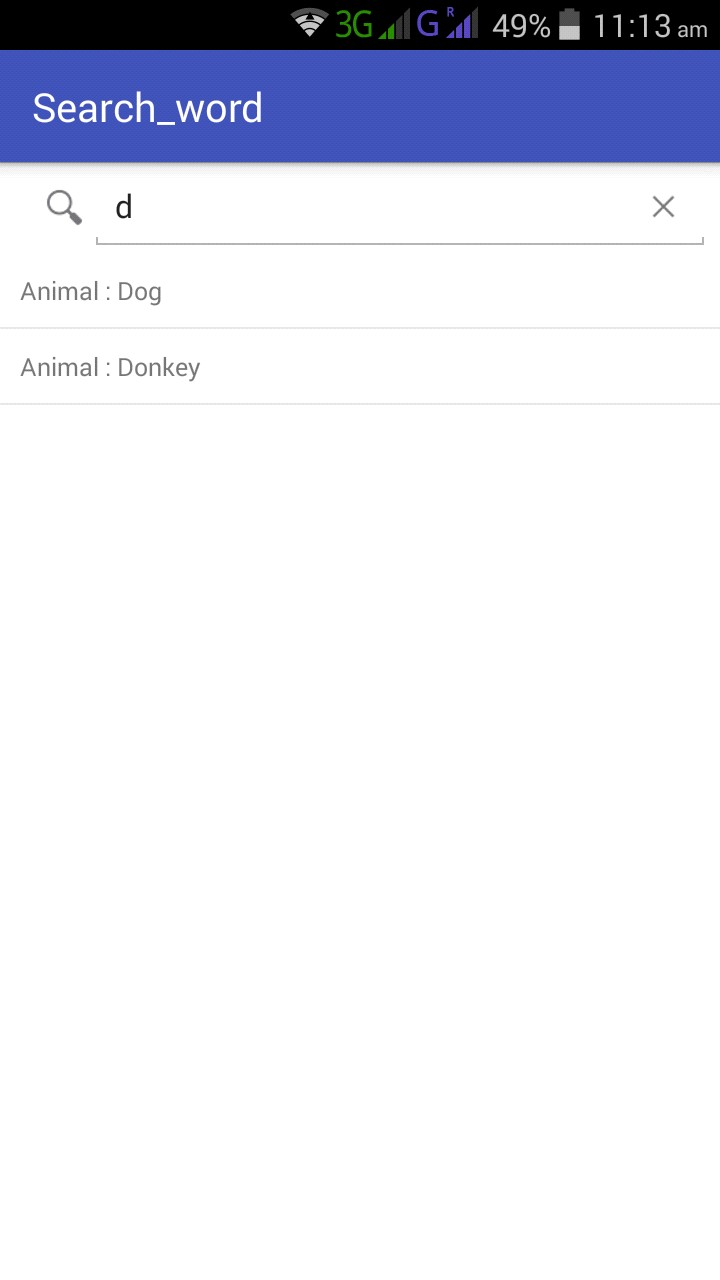 3G G R 49% 11:13 am
Search_word
d
Animal : Dog
Animal : Donkey